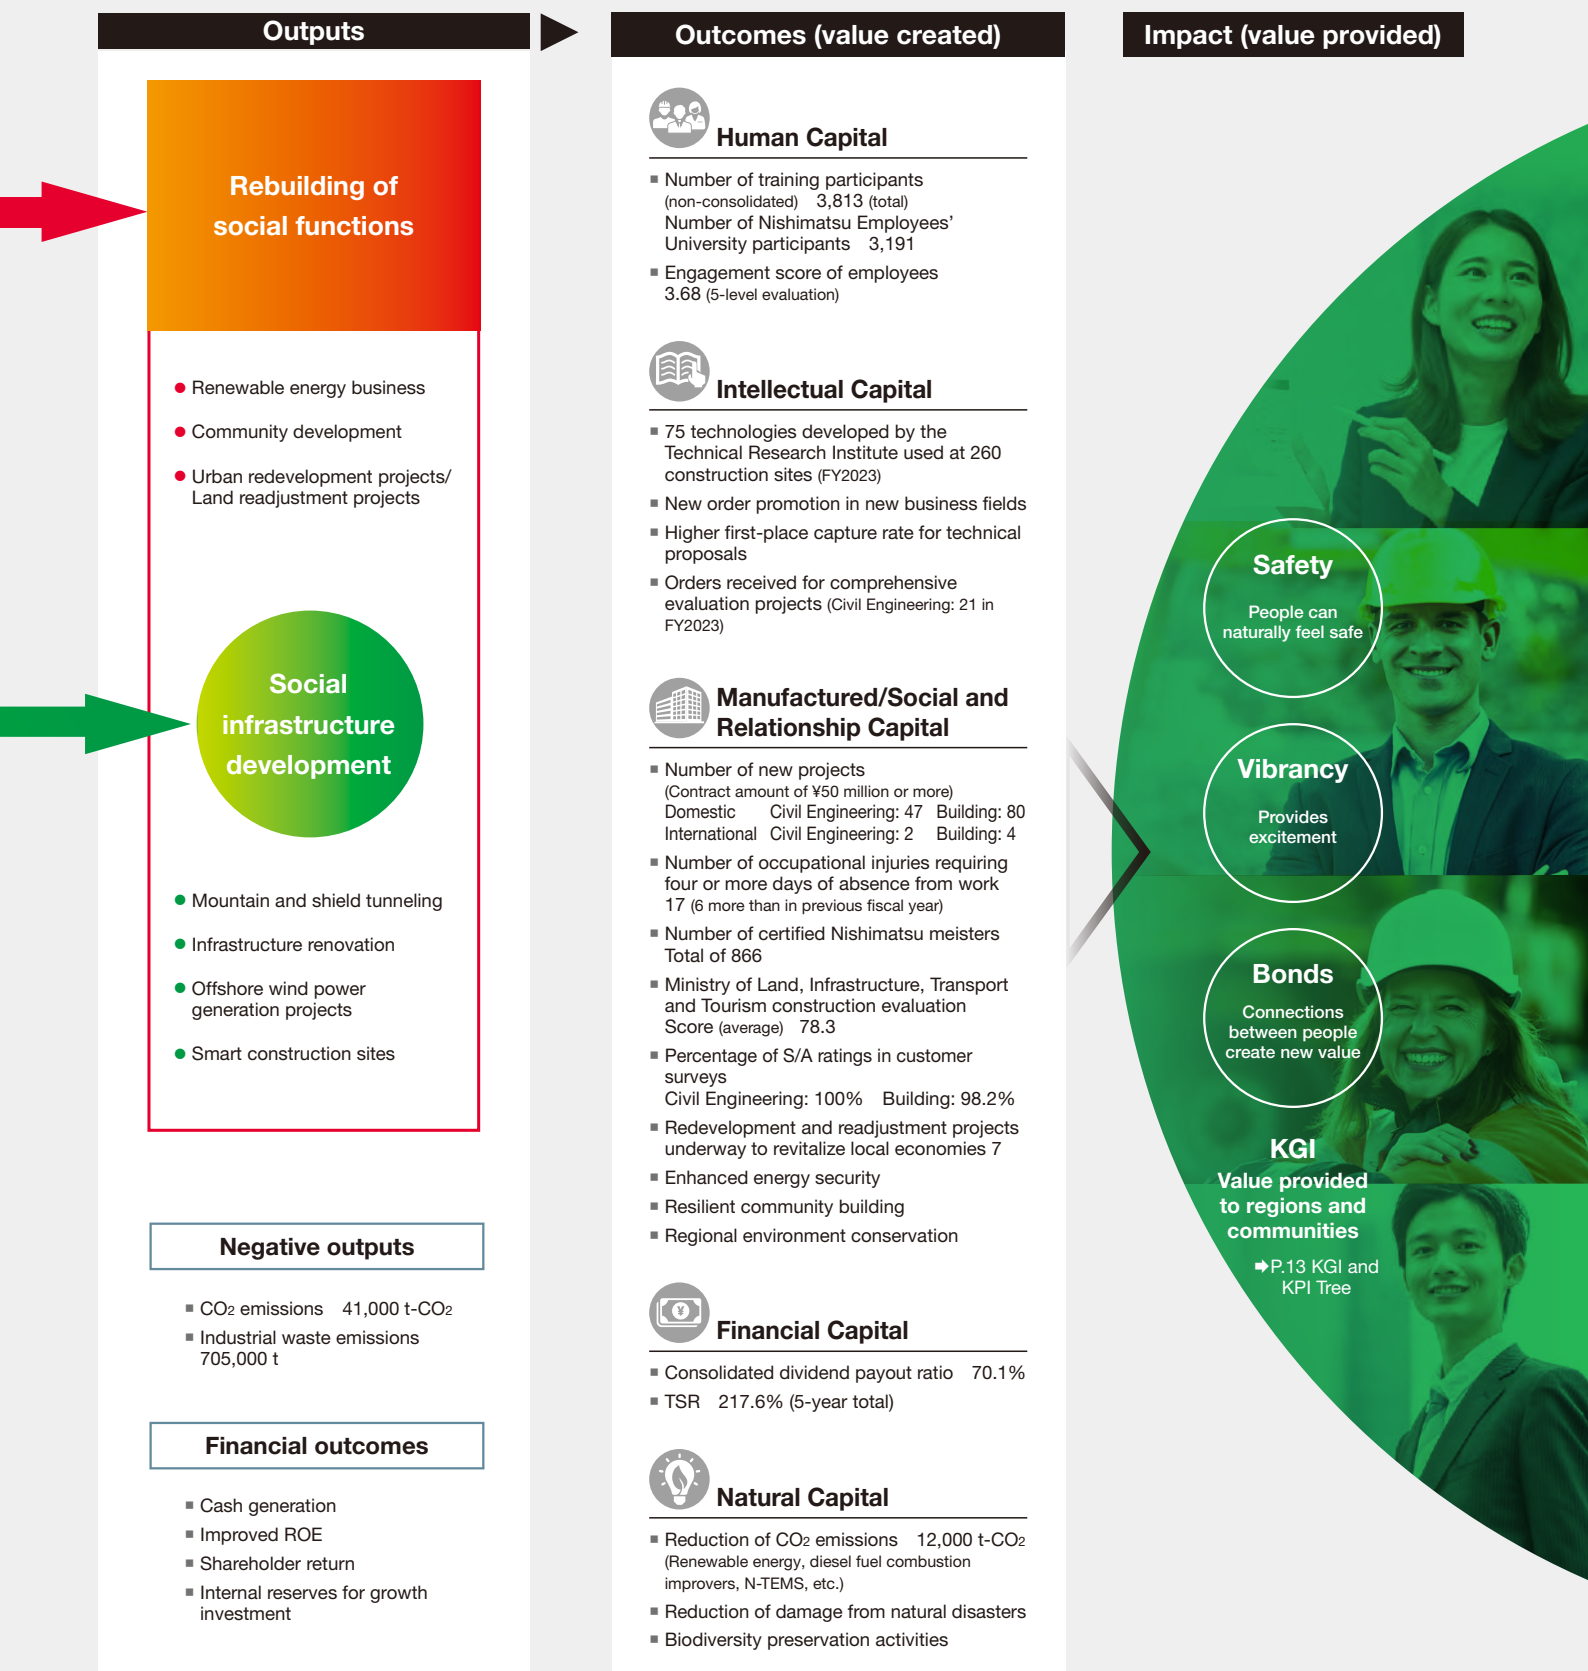 Outputs
Rebuilding of
social functions
Renewable energy business
Community development
Urban redevelopment projects/
Land readjustment projects
Social
infrastructure
development
Mountain and shield tunneling
Infrastructure renovation
Offshore wind power
generation projects
Smart construction sites
Negative outputs
CO2 emissions 41,000 t-CO2
Industrial waste emissions
705,000 t
Financial outcomes
Cash generation
Improved ROE
Shareholder return
Internal reserves for growth
investment
Outcomes (value created)
Human Capital
Number of training participants
(non-consolidated) 3,813 (total)
Number of Nishimatsu Employees’
University participants 3,191
Engagement score of employees
3.68 (5-level evaluation)
Intellectual Capital
75 technologies developed by the
Technical Research Institute used at 260
construction sites (FY2023)
New order promotion in new business fields
Higher first-place capture rate for technical
proposals
Orders received for comprehensive
evaluation projects (Civil Engineering: 21 in
FY2023)
Manufactured/Social and
Relationship Capital
Number of new projects
(Contract amount of ¥50 million or more)
Domestic Civil Engineering: 47 Building: 80
International Civil Engineering: 2 Building: 4
Number of occupational injuries requiring
four or more days of absence from work
17 (6 more than in previous fiscal year)
Number of certified Nishimatsu meisters
Total of 866
Ministry of Land, Infrastructure, Transport
and Tourism construction evaluation
Score (average) 78.3
Percentage of S/A ratings in customer
surveys
Civil Engineering: 100% Building: 98.2%
Redevelopment and readjustment projects
underway to revitalize local economies 7
Enhanced energy security
Resilient community building
Regional environment conservation
¥
Financial Capital
Consolidated dividend payout ratio 70.1%
TSR 217.6% (5-year total)
Natural Capital
Reduction of CO2 emissions 12,000 t-CO2
(Renewable energy, diesel fuel combustion
improvers, N-TEMS, etc.)
Reduction of damage from natural disasters
Biodiversity preservation activities
Impact (value provided)
Safety
People can
naturally feel safe
Vibrancy
Provides
excitement
Bonds
Connections
between people
create new value
KGI
Value provided
to regions and
communities
➡P.13 KGI and
KPI Tree